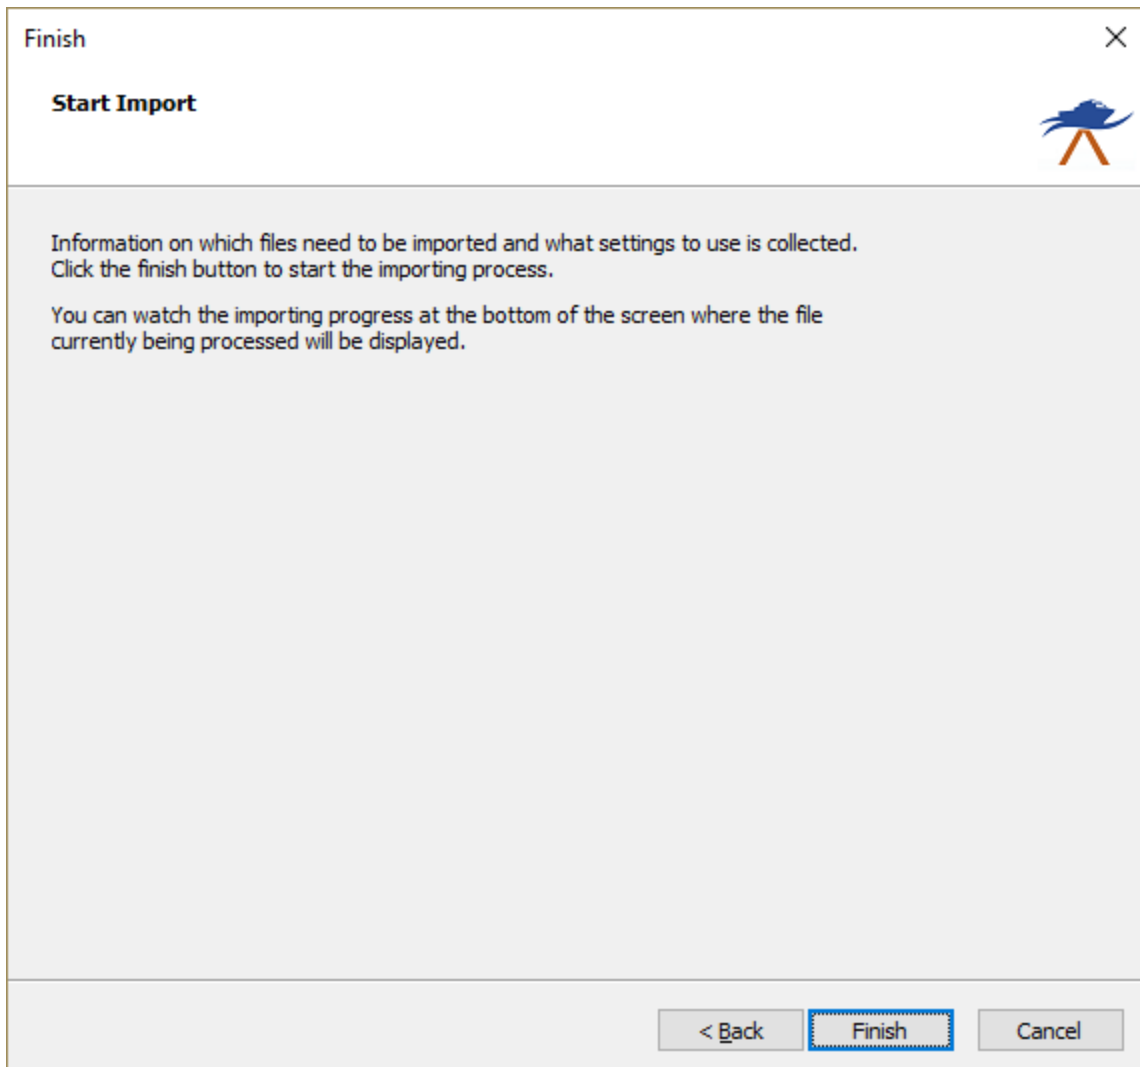 Finish
Start Import
Information on which files need to be imported and what settings to use is collected.
Click the finish button to start the importing process.
You can watch the importing progress at the bottom of the screen where the file
currently being processed will be displayed.
< Back
Finish
Cancel